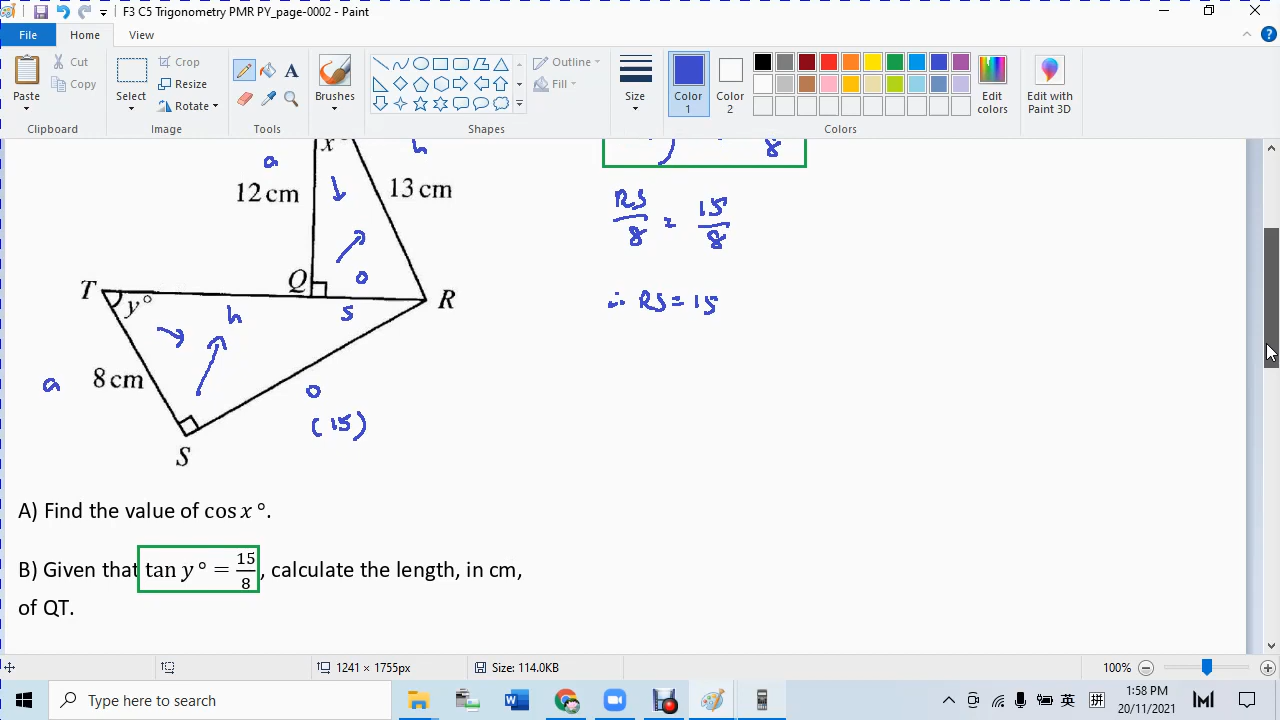 F3 C5 Trigonometry PMR PY_page-0002 - Paint
File Home View
Paste
Cut
Copy
Clipboard
Select
Crop
Resize
Rotate
Image
A
Tools
Brushes
Shapes
Outline
Fill
Size
Color 1
Color 2
Edit colors
Colors
Edit with Paint 3D
x
a
h
12 cm
13 cm
Q
o
T
y°
R
h
5
8 cm
a
o
(15)
S
8
RS/8 = 15/8
∴ RS = 15
A) Find the value of cos x °.
B) Given that tan y° = 15/8, calculate the length, in cm,
of QT.
1241 × 1755px
Size: 114.0KB
100%
Type here to search
英
拼
1:58 PM
20/11/2021